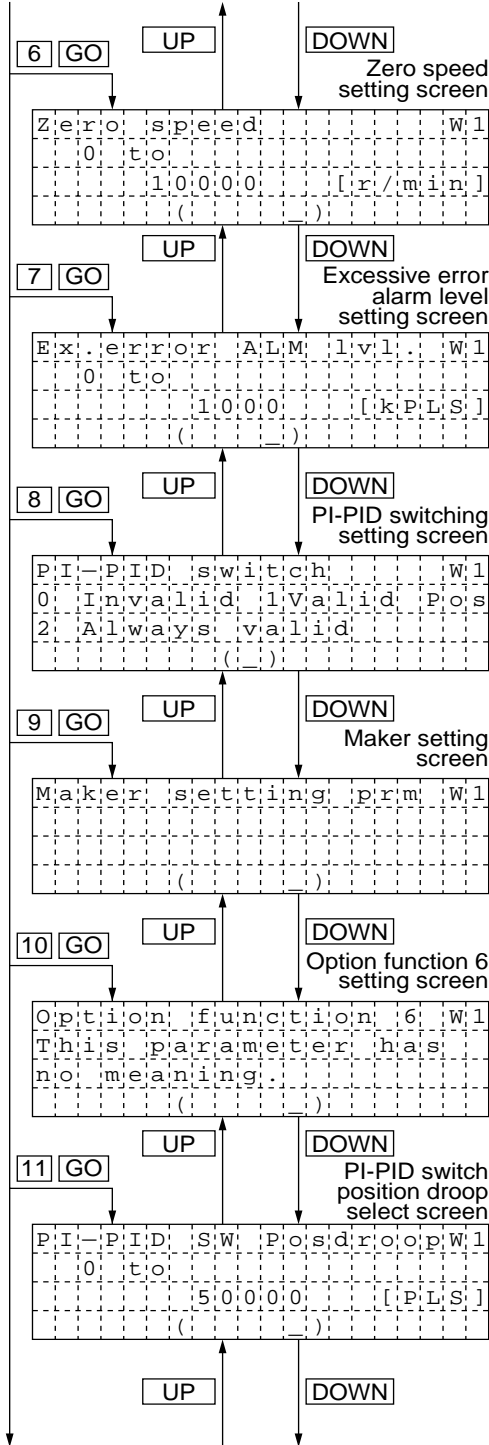 UP DOWN
6 GO
Zero speed
setting screen
Zero speed W1
0 to
10000 [r/min]
( _)
UP DOWN
7 GO
Excessive error
alarm level
setting screen
Ex.error ALM lvl. W1
0 to
1000 [kPLS]
( _)
UP DOWN
8 GO
PI-PID switching
setting screen
PI–PID switch W1
0 Invalid 1Valid Pos
2 Always valid
(_)
UP DOWN
9 GO
Maker setting
screen
Maker setting prm W1
( _)
UP DOWN
10 GO
Option function 6
setting screen
Option function 6 W1
This parameter has
no meaning.
( _)
UP DOWN
11 GO
PI-PID switch
position droop
select screen
PI–PID SW PosdroopW1
0 to
50000 [PLS]
( _)
UP DOWN